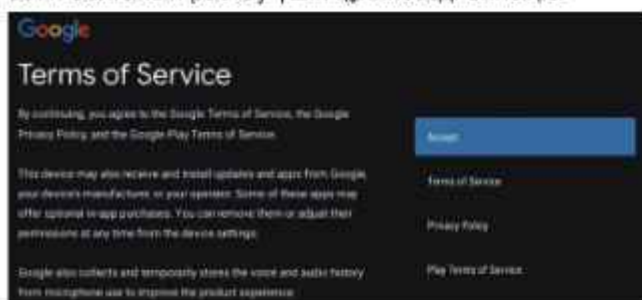 Google
Terms of Service
By continuing, you agree to the Google Terms of Service, the Google
Privacy Policy, and the Google Play Terms of Service.
This device may also receive and install updates and apps from Google,
your device's manufacturer, or your operator. Some of these apps may
offer optional in-app purchases. You can remove them or adjust their
permissions at any time from the device settings.
Google also collects and temporarily stores the voice and audio history
from microphone use to improve the product experience
Accept
Terms of Service
Privacy Policy
Play Terms of Service